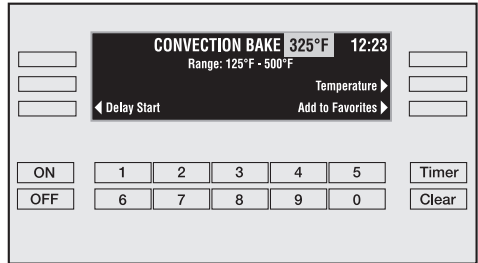 CONVECTION BAKE 325°F 12:23
Range: 125°F - 500°F
Temperature
Delay Start Add to Favorites
ON 1 2 3 4 5 Timer
OFF 6 7 8 9 0 Clear